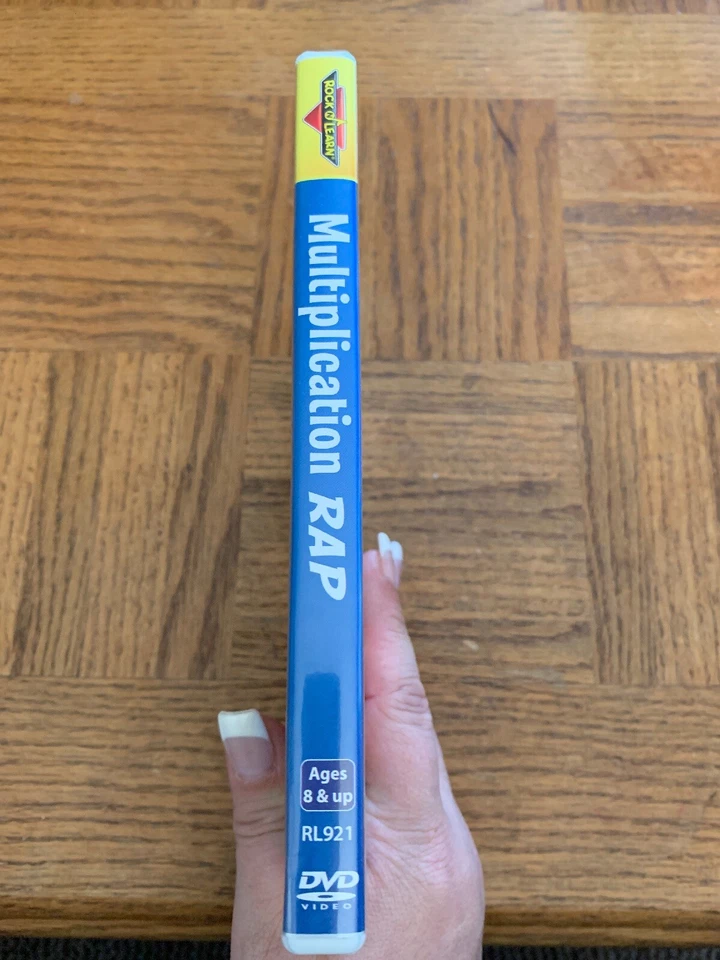 ROCK 'N LEARN
Multiplication RAP
Ages
8 & up
RL921
DVD
VIDEO